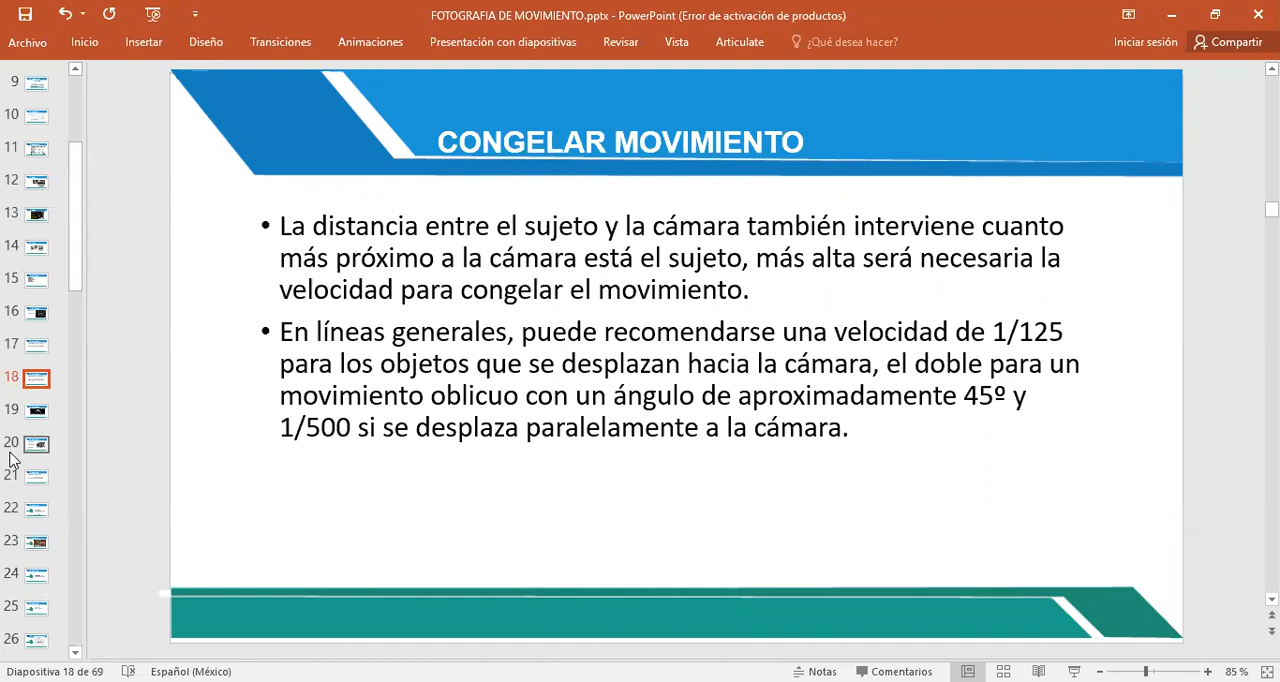 FOTOGRAFIA DE MOVIMIENTO.pptx - PowerPoint (Error de activación de productos)
Archivo Inicio Insertar Diseño Transiciones Animaciones Presentación con diapositivas Revisar Vista Articulate ¿Qué desea hacer? Iniciar sesión Compartir
9
10
11
12
13
14
15
16
17
18
19
20
21
22
23
24
25
26
CONGELAR MOVIMIENTO
• La distancia entre el sujeto y la cámara también interviene cuanto
más próximo a la cámara está el sujeto, más alta será necesaria la
velocidad para congelar el movimiento.
• En líneas generales, puede recomendarse una velocidad de 1/125
para los objetos que se desplazan hacia la cámara, el doble para un
movimiento oblicuo con un ángulo de aproximadamente 45º y
1/500 si se desplaza paralelamente a la cámara.
Diapositiva 18 de 69 Español (México) Notas Comentarios 85 %